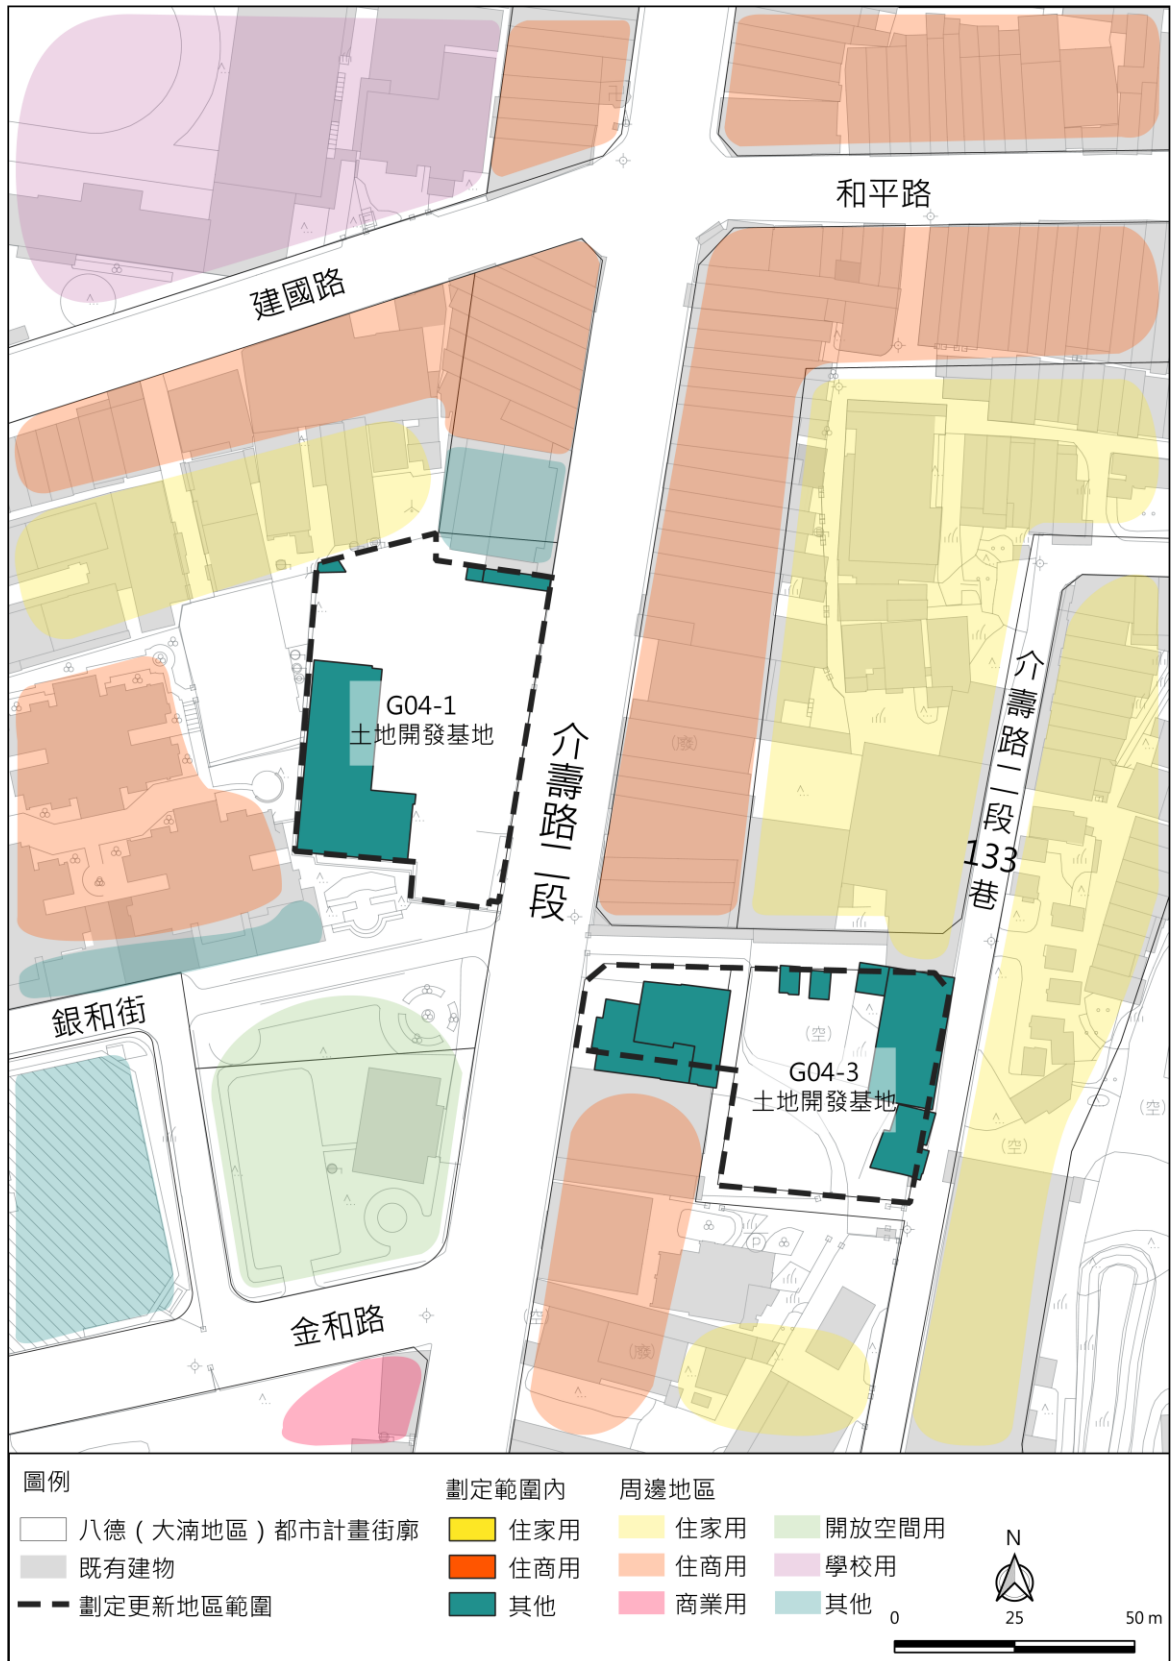 和平路
建國路
G04-1
土地開發基地
介壽路二段
介壽路二段
133
巷
(廢)
銀和街
(空)
G04-3
土地開發基地
(空)
(空)
P
金和路
(空)
(廢)
圖例
八德（大湳地區）都市計畫街廓
既有建物
劃定更新地區範圍
劃定範圍內
住家用
住商用
其他
周邊地區
住家用
住商用
商業用
開放空間用
學校用
其他
N
0 25 50 m